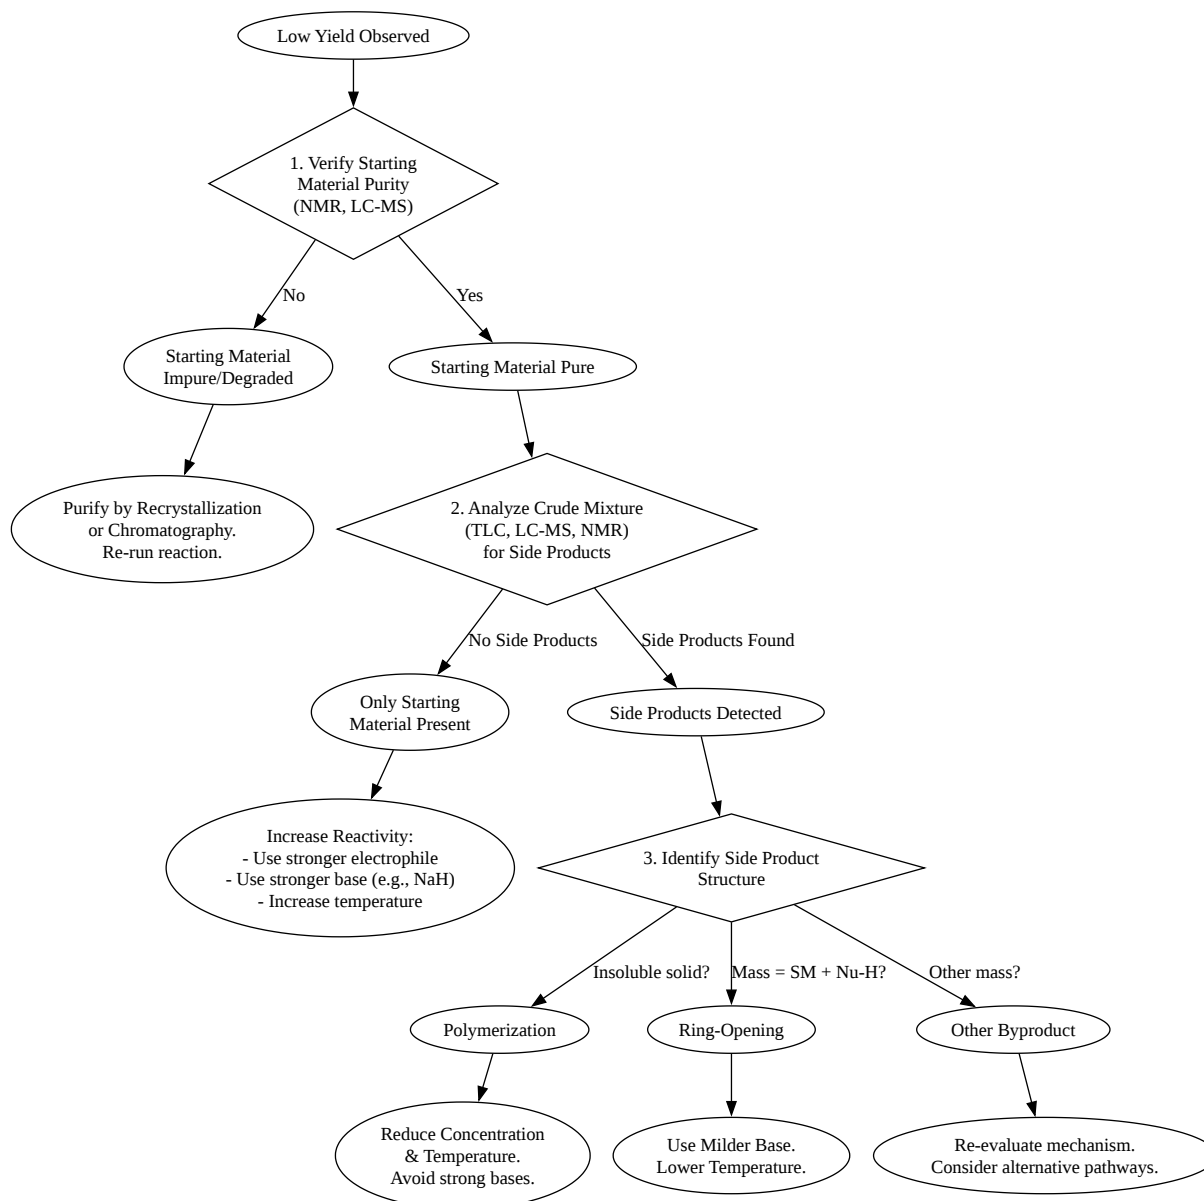 Low Yield Observed
1. Verify Starting
Material Purity
(NMR, LC-MS)
No
Yes
Starting Material
Impure/Degraded
Starting Material Pure
Purify by Recrystallization
or Chromatography.
Re-run reaction.
2. Analyze Crude Mixture
(TLC, LC-MS, NMR)
for Side Products
No Side Products
Side Products Found
Only Starting
Material Present
Side Products Detected
Increase Reactivity:
- Use stronger electrophile
- Use stronger base (e.g., NaH)
- Increase temperature
3. Identify Side Product
Structure
Insoluble solid?
Mass = SM + Nu-H?
Other mass?
Polymerization
Ring-Opening
Other Byproduct
Reduce Concentration
& Temperature.
Avoid strong bases.
Use Milder Base.
Lower Temperature.
Re-evaluate mechanism.
Consider alternative pathways.